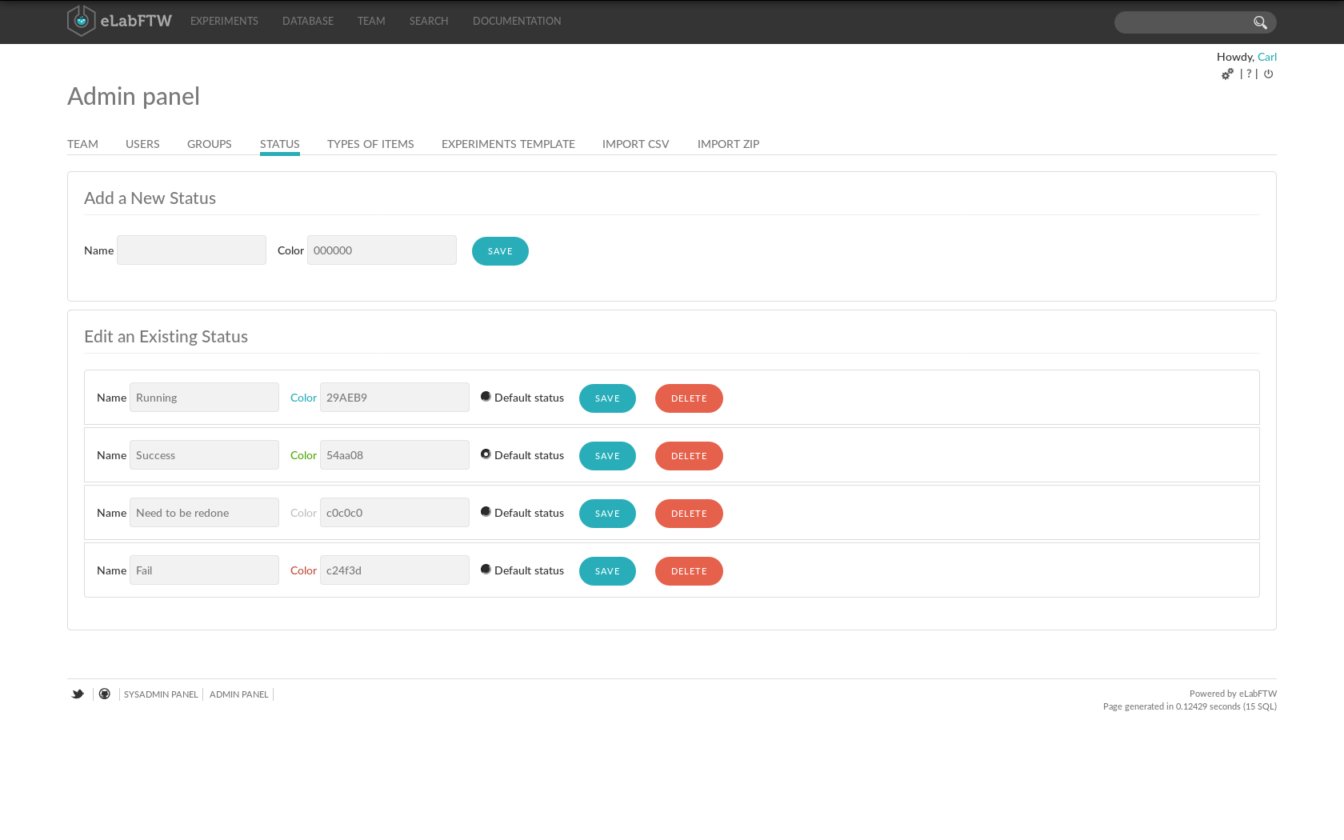 eLabFTW EXPERIMENTS DATABASE TEAM SEARCH DOCUMENTATION
Howdy, Carl
| ? |
Admin panel
TEAM USERS GROUPS STATUS TYPES OF ITEMS EXPERIMENTS TEMPLATE IMPORT CSV IMPORT ZIP
Add a New Status
Name Color 000000 SAVE
Edit an Existing Status
Name Running Color 29AEB9 Default status SAVE DELETE
Name Success Color 54aa08 Default status SAVE DELETE
Name Need to be redone Color c0c0c0 Default status SAVE DELETE
Name Fail Color c24f3d Default status SAVE DELETE
SYSADMIN PANEL ADMIN PANEL
Powered by eLabFTW
Page generated in 0.12429 seconds (15 SQL)